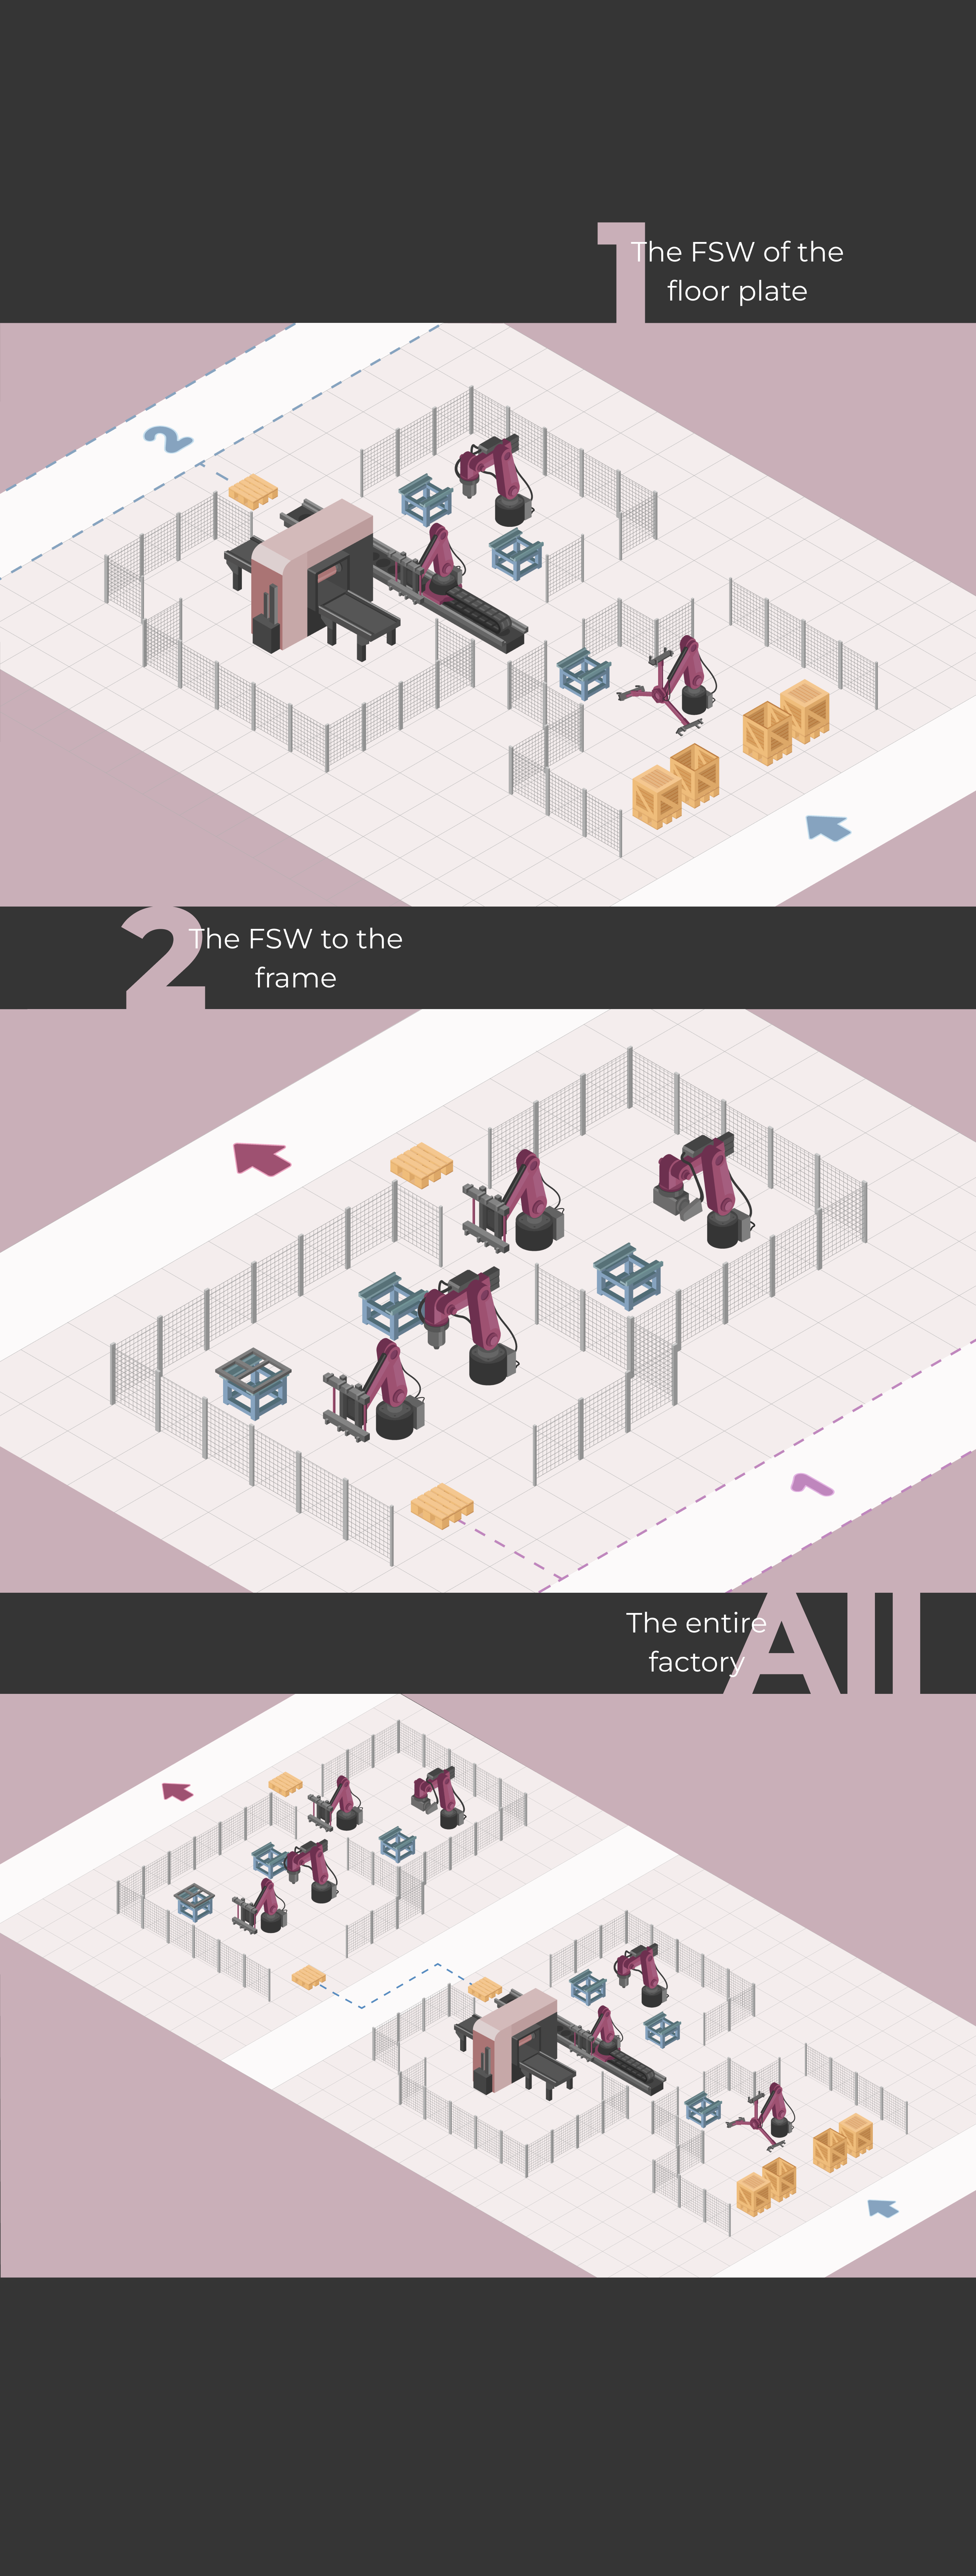 1
The FSW of the
floor plate
2
2
The FSW to the
frame
1
The entire
factory
All